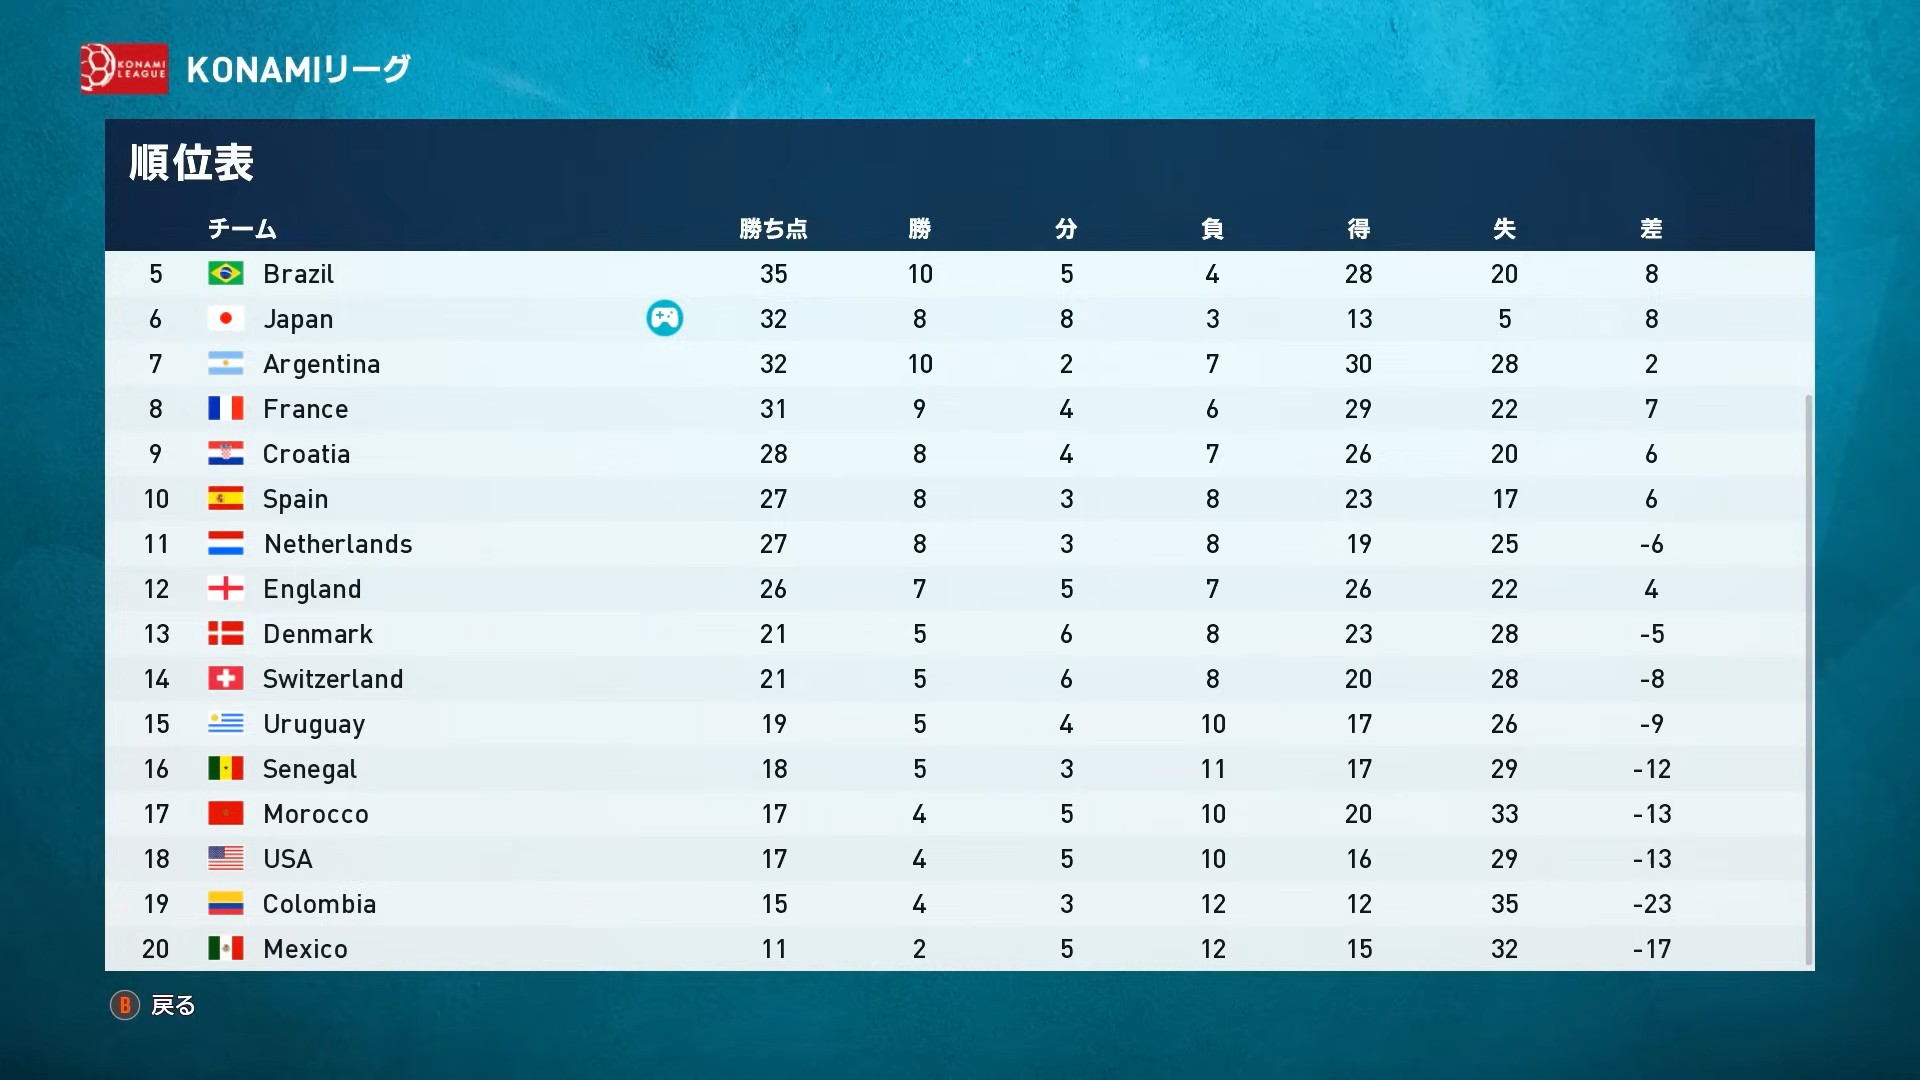 KONAMI
LEAGUE
KONAMIリーグ
順位表
チーム 勝ち点 勝 分 負 得 失 差
5 Brazil 35 10 5 4 28 20 8
6 Japan 32 8 8 3 13 5 8
7 Argentina 32 10 2 7 30 28 2
8 France 31 9 4 6 29 22 7
9 Croatia 28 8 4 7 26 20 6
10 Spain 27 8 3 8 23 17 6
11 Netherlands 27 8 3 8 19 25 -6
12 England 26 7 5 7 26 22 4
13 Denmark 21 5 6 8 23 28 -5
14 Switzerland 21 5 6 8 20 28 -8
15 Uruguay 19 5 4 10 17 26 -9
16 Senegal 18 5 3 11 17 29 -12
17 Morocco 17 4 5 10 20 33 -13
18 USA 17 4 5 10 16 29 -13
19 Colombia 15 4 3 12 12 35 -23
20 Mexico 11 2 5 12 15 32 -17
B 戻る